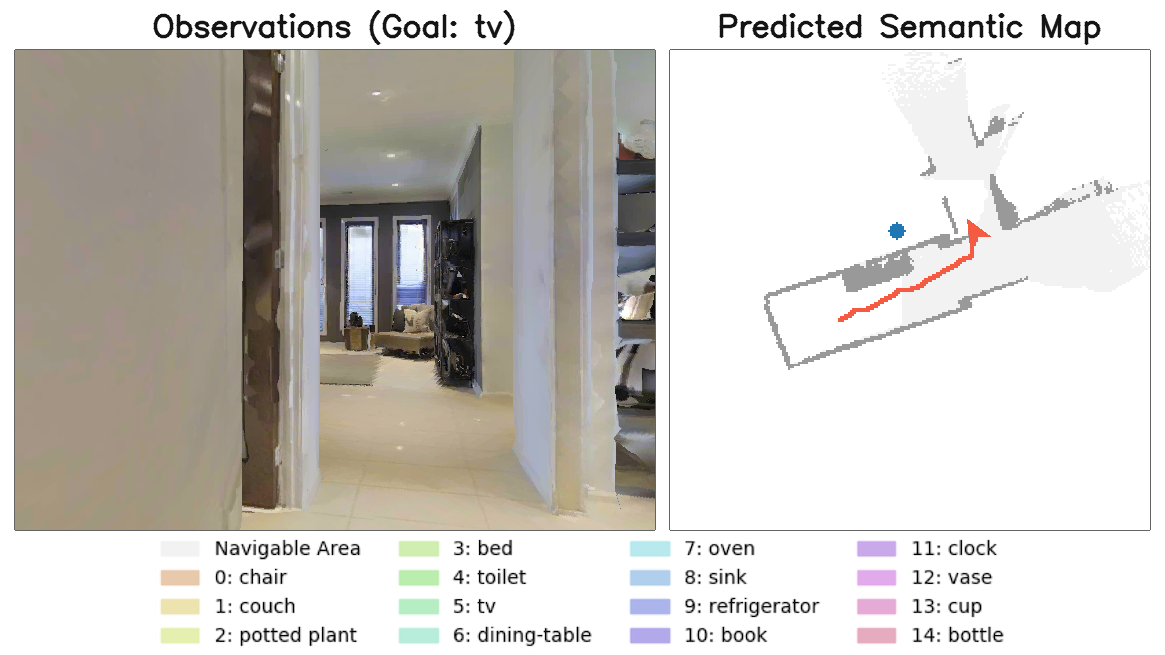 Observations (Goal: tv)
Predicted Semantic Map
Navigable Area
0: chair
1: couch
2: potted plant
3: bed
4: toilet
5: tv
6: dining-table
7: oven
8: sink
9: refrigerator
10: book
11: clock
12: vase
13: cup
14: bottle